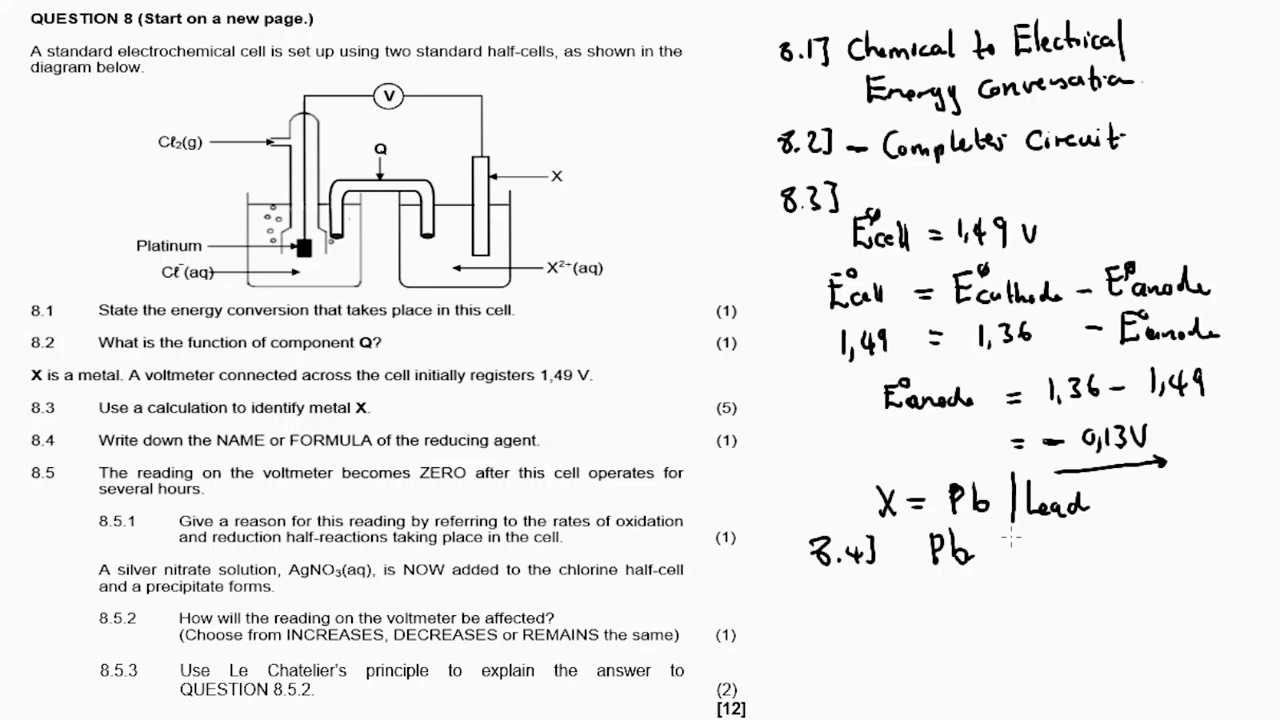 QUESTION 8 (Start on a new page.)
A standard electrochemical cell is set up using two standard half-cells, as shown in the
diagram below.
V
Cℓ₂(g)
Q
X
Platinum
Cℓ⁻(aq)
X²⁺(aq)
8.1 State the energy conversion that takes place in this cell. (1)
8.2 What is the function of component Q? (1)
X is a metal. A voltmeter connected across the cell initially registers 1,49 V.
8.3 Use a calculation to identify metal X. (5)
8.4 Write down the NAME or FORMULA of the reducing agent. (1)
8.5 The reading on the voltmeter becomes ZERO after this cell operates for
several hours.
8.5.1 Give a reason for this reading by referring to the rates of oxidation
and reduction half-reactions taking place in the cell. (1)
A silver nitrate solution, AgNO₃(aq), is NOW added to the chlorine half-cell
and a precipitate forms.
8.5.2 How will the reading on the voltmeter be affected?
(Choose from INCREASES, DECREASES or REMAINS the same) (1)
8.5.3 Use Le Chatelier's principle to explain the answer to
QUESTION 8.5.2. (2)
[12]
8.1] Chemical to Electrical
Energy conversation
8.2] - Completes Circuit
8.3]
E⁰cell = 1,49 V
E⁰cell = E⁰cathode - E⁰anode
1,49 = 1,36 - E⁰anode
E⁰anode = 1,36 - 1,49
= - 0,13V
X = Pb | Lead
8.4] Pb